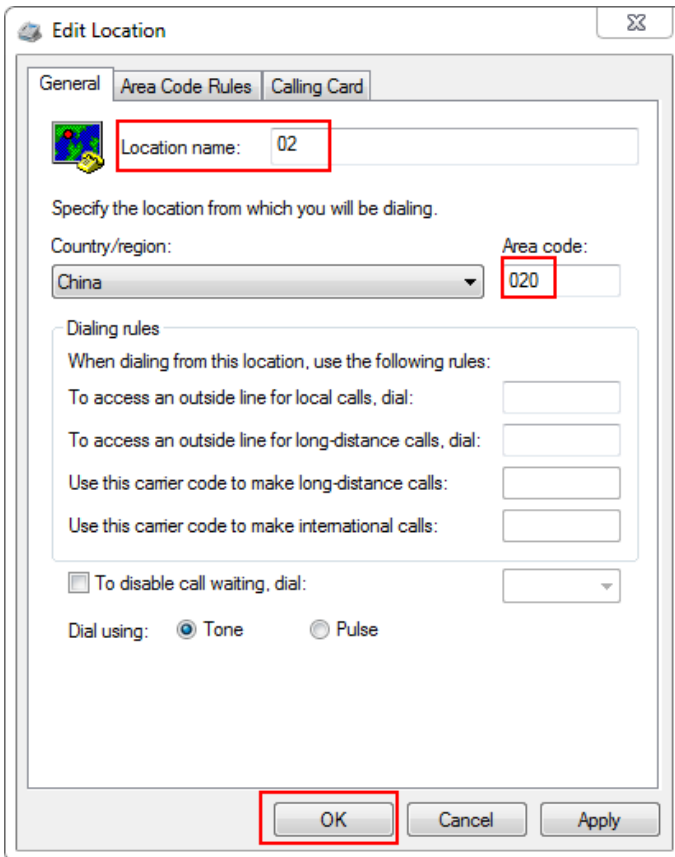 Edit Location
General Area Code Rules Calling Card
Location name: 02
Specify the location from which you will be dialing.
Country/region: Area code:
China 020
Dialing rules
When dialing from this location, use the following rules:
To access an outside line for local calls, dial:
To access an outside line for long-distance calls, dial:
Use this carrier code to make long-distance calls:
Use this carrier code to make international calls:
To disable call waiting, dial:
Dial using: Tone Pulse
OK Cancel Apply